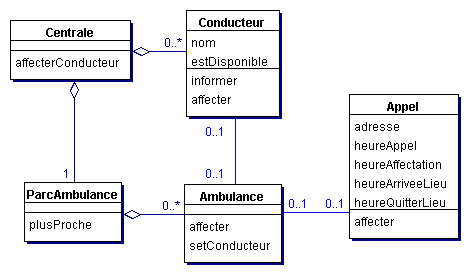 Centrale
affecterConducteur
0..*
Conducteur
nom
estDisponible
informer
affecter
0..1
0..1
1
ParcAmbulance
plusProche
0..*
Ambulance
affecter
setConducteur
0..1
0..1
Appel
adresse
heureAppel
heureAffectation
heureArriveeLieu
heureQuitterLieu
affecter